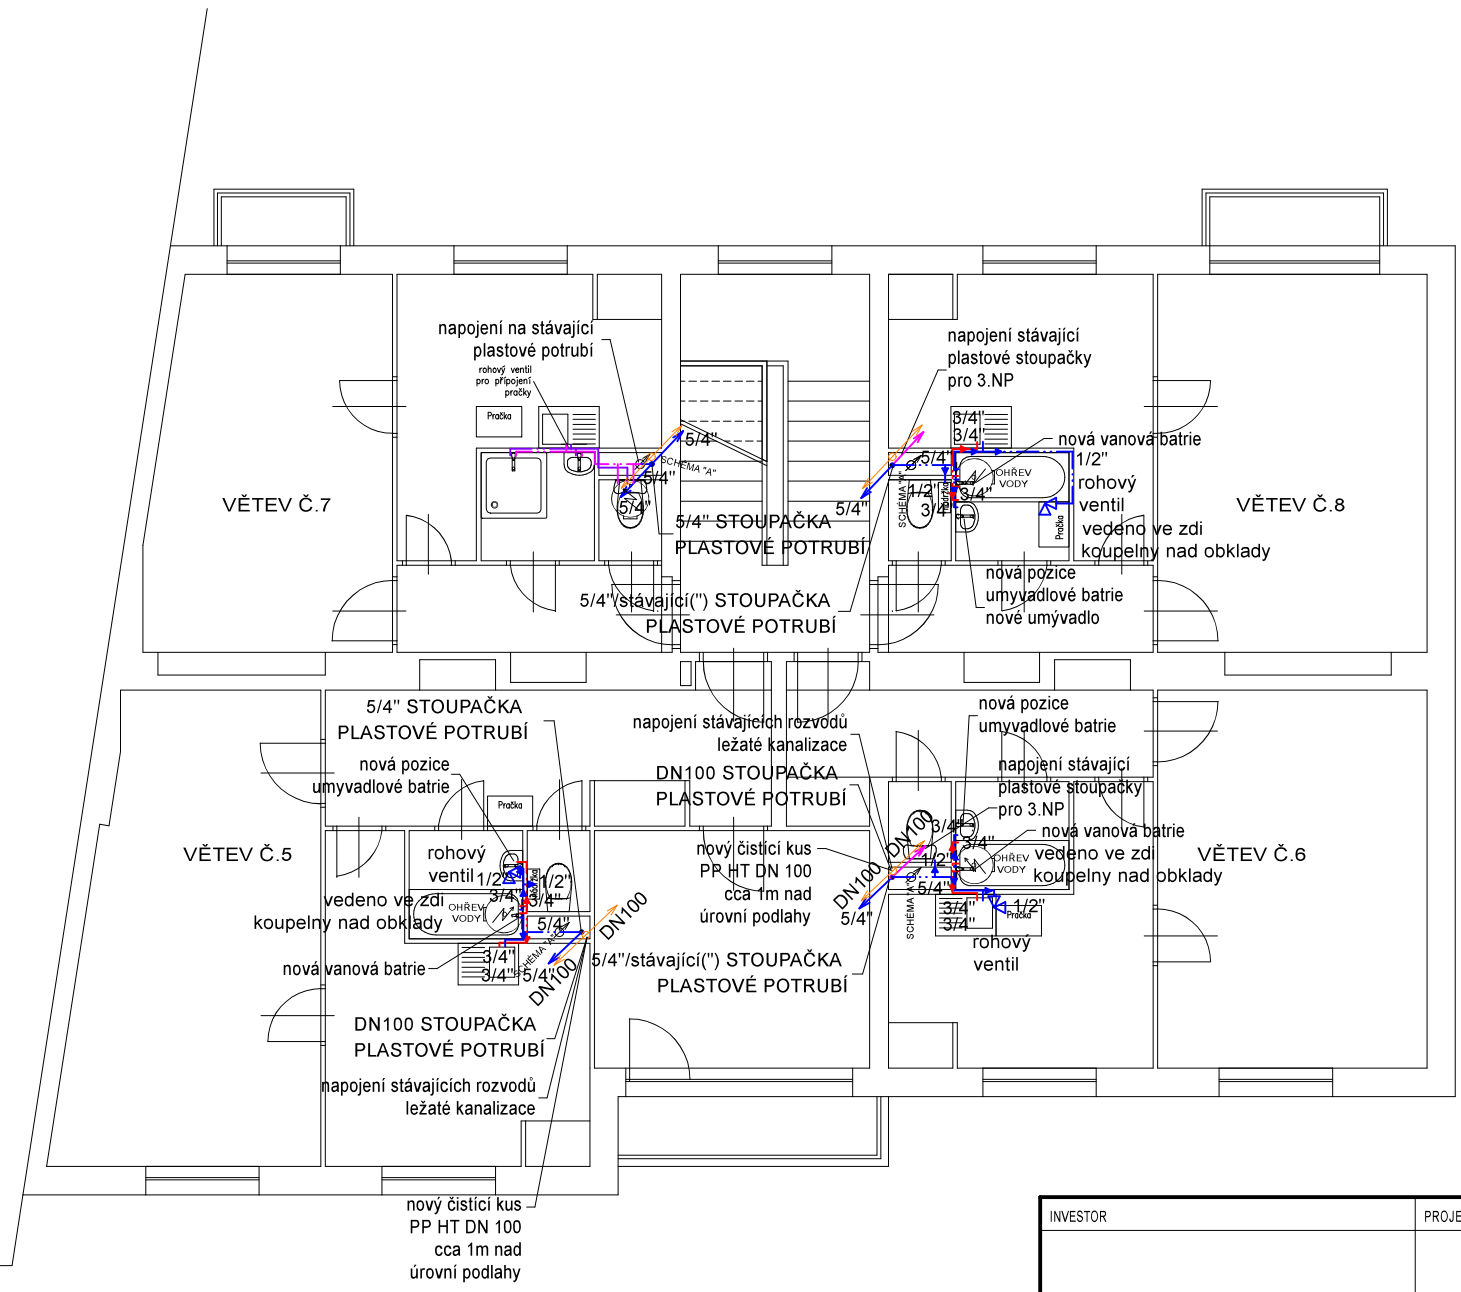 napojení na stávající
plastové potrubí
rohový ventil
pro přípojení
pračky
Pračka
SCHÉMA "A"
5/4"
5/4"
5/4"
VĚTEV Č.7
5/4" STOUPAČKA
PLASTOVÉ POTRUBÍ
napojení stávající
plastové stoupačky
pro 3.NP
3/4"
3/4"
nová vanová batrie
5/4"
OHŘEV
VODY
1/2"
rohový
ventil
1/2"
3/4"
3/4"
5/4"
SCHÉMA "A"
Pračka
vedeno ve zdi
koupelny nad obklady
VĚTEV Č.8
nová pozice
umyvadlové batrie
nové umývadlo
5/4"/stávající(") STOUPAČKA
PLASTOVÉ POTRUBÍ
5/4" STOUPAČKA
PLASTOVÉ POTRUBÍ
nová pozice
umyvadlové batrie
Pračka
VĚTEV Č.5
rohový
ventil
1/2"
3/4"
1/2"
3/4"
vedeno ve zdi
koupelny nad obklady
OHŘEV
VODY
5/4"
DN100
nová vanová batrie
3/4"
3/4"
5/4"
SCHÉMA "A"
DN100
DN100 STOUPAČKA
PLASTOVÉ POTRUBÍ
napojení stávajících rozvodů
ležaté kanalizace
nový čistící kus
PP HT DN 100
cca 1m nad
úrovní podlahy
napojení stávajících rozvodů
ležaté kanalizace
DN100 STOUPAČKA
PLASTOVÉ POTRUBÍ
nový čistící kus
PP HT DN 100
cca 1m nad
úrovní podlahy
5/4"/stávající(") STOUPAČKA
PLASTOVÉ POTRUBÍ
nová pozice
umyvadlové batrie
napojení stávající
plastové stoupačky
pro 3.NP
nová vanová batrie
vedeno ve zdi
koupelny nad obklady
DN100
DN100
3/4"
3/4"
1/2"
5/4"
5/4"
OHŘEV
VODY
SCHÉMA "A"
3/4"
3/4"
Pračka
1/2"
rohový
ventil
VĚTEV Č.6
INVESTOR
PROJE